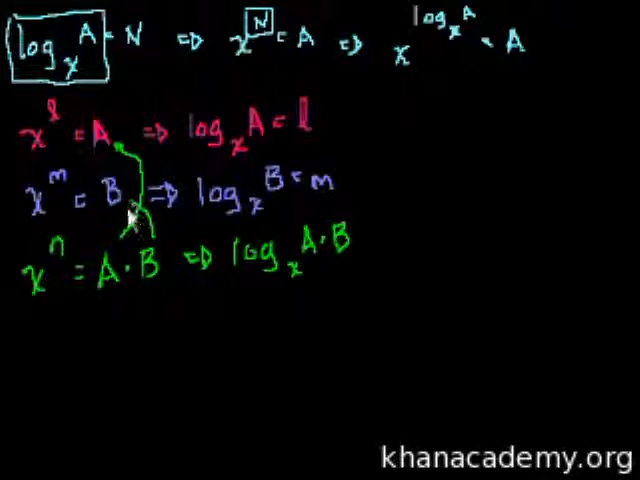 log_x A = N ⇒ x^N = A ⇒ x^(log_x A) = A
x^l = A ⇒ log_x A = l
x^m = B ⇒ log_x B = m
x^n = A · B ⇒ log_x A · B
khanacademy.org